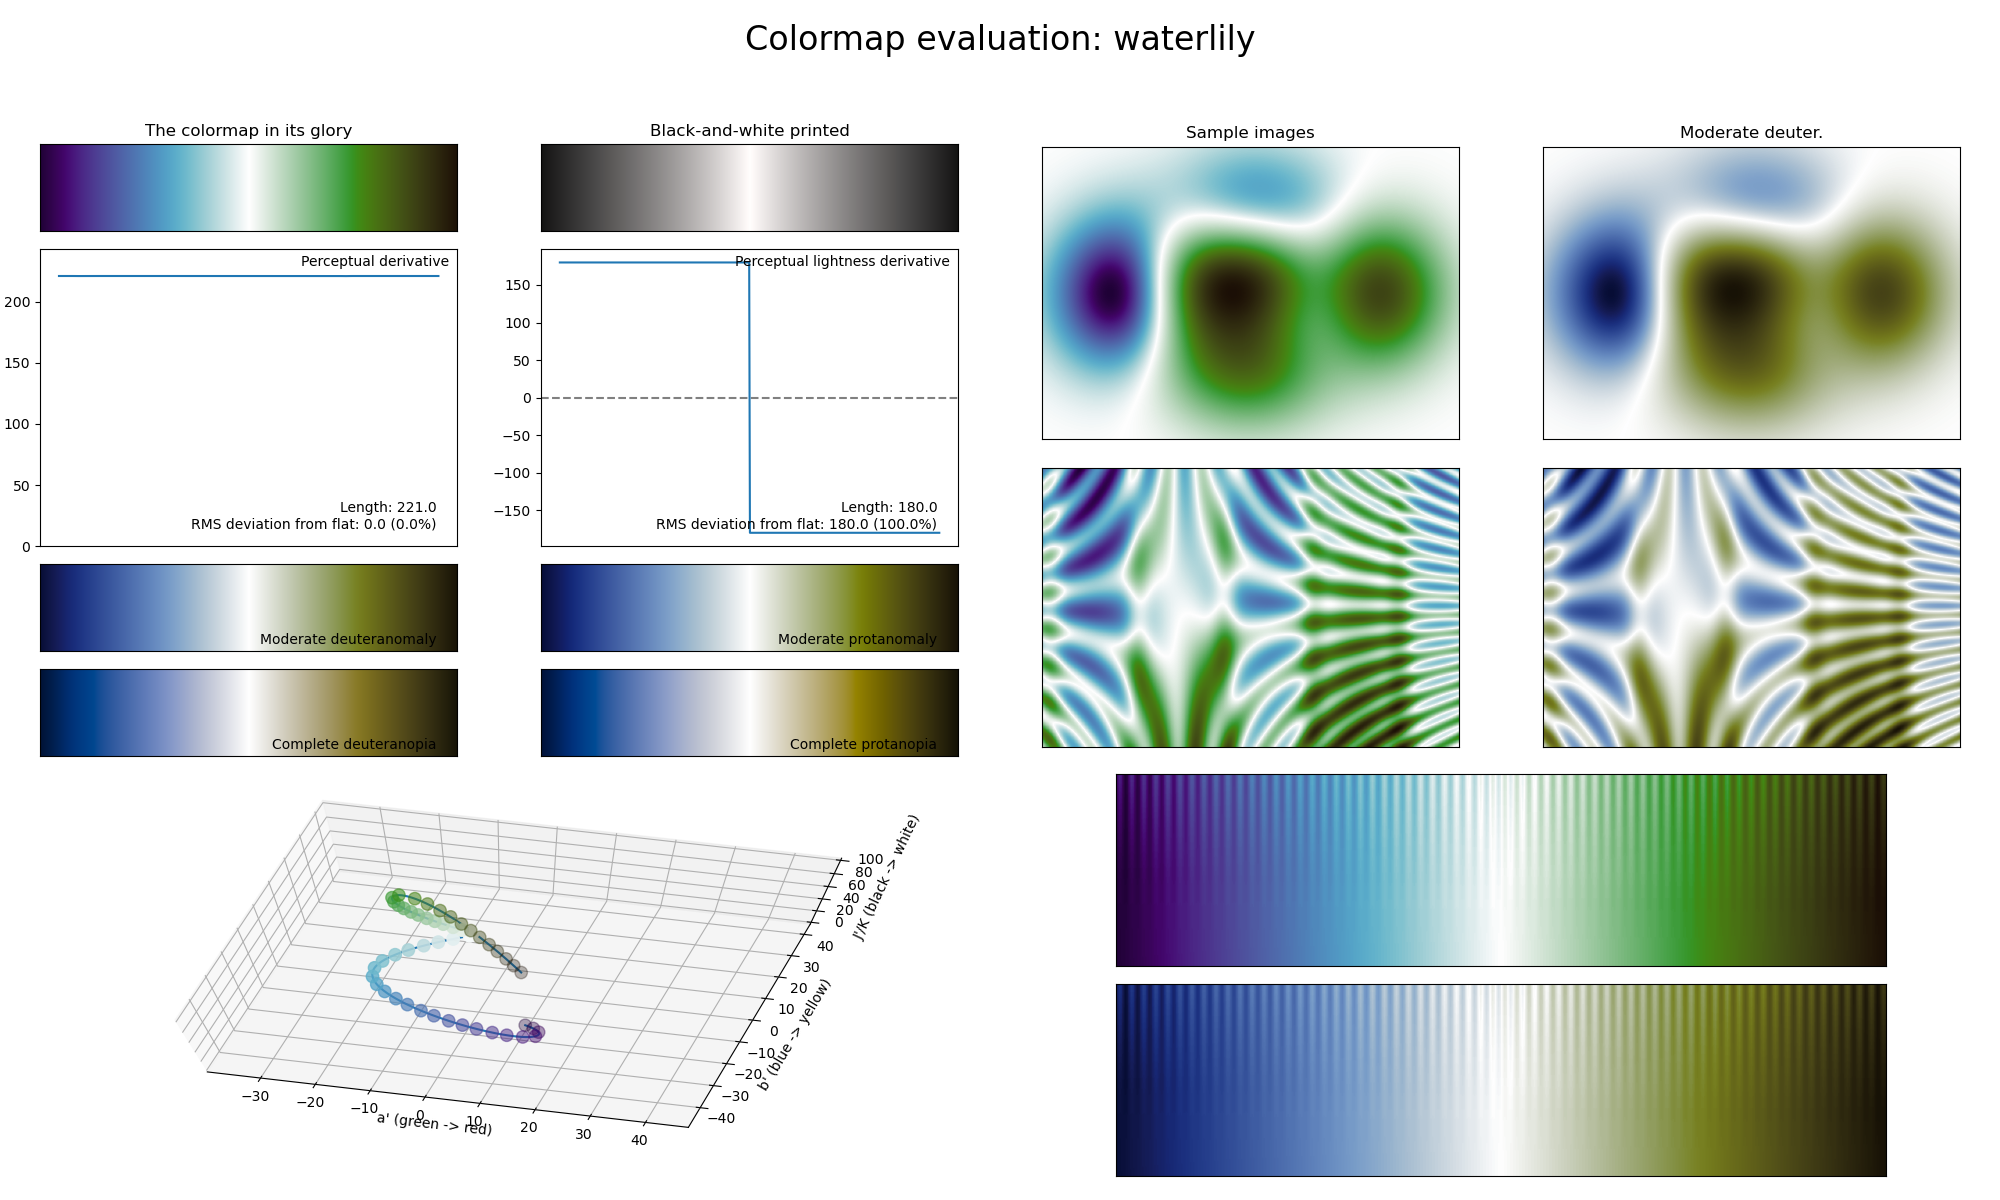 Colormap evaluation: waterlily
The colormap in its glory
Black-and-white printed
Sample images
Moderate deuter.
Perceptual derivative
200
150
100
50
0
Length: 221.0
RMS deviation from flat: 0.0 (0.0%)
Perceptual lightness derivative
150
100
50
0
−50
−100
−150
Length: 180.0
RMS deviation from flat: 180.0 (100.0%)
Moderate deuteranomaly
Moderate protanomaly
Complete deuteranopia
Complete protanopia
100
80
60
40
20
0
J'/K (black -> white)
40
30
20
10
0
−10
−20
−30
−40
b' (blue -> yellow)
−30
−20
−10
0
10
20
30
40
a' (green -> red)